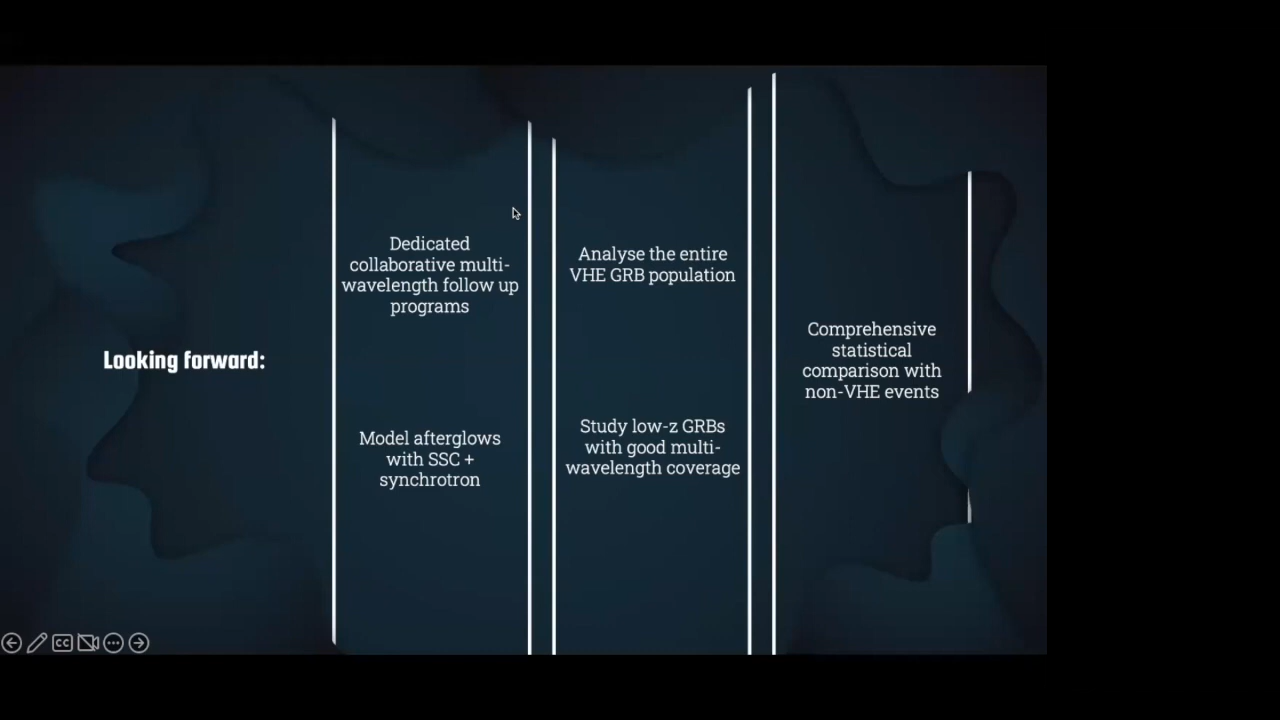 Looking forward:
Dedicated
collaborative multi-
wavelength follow up
programs
Model afterglows
with SSC +
synchrotron
Analyse the entire
VHE GRB population
Study low-z GRBs
with good multi-
wavelength coverage
Comprehensive
statistical
comparison with
non-VHE events
CC